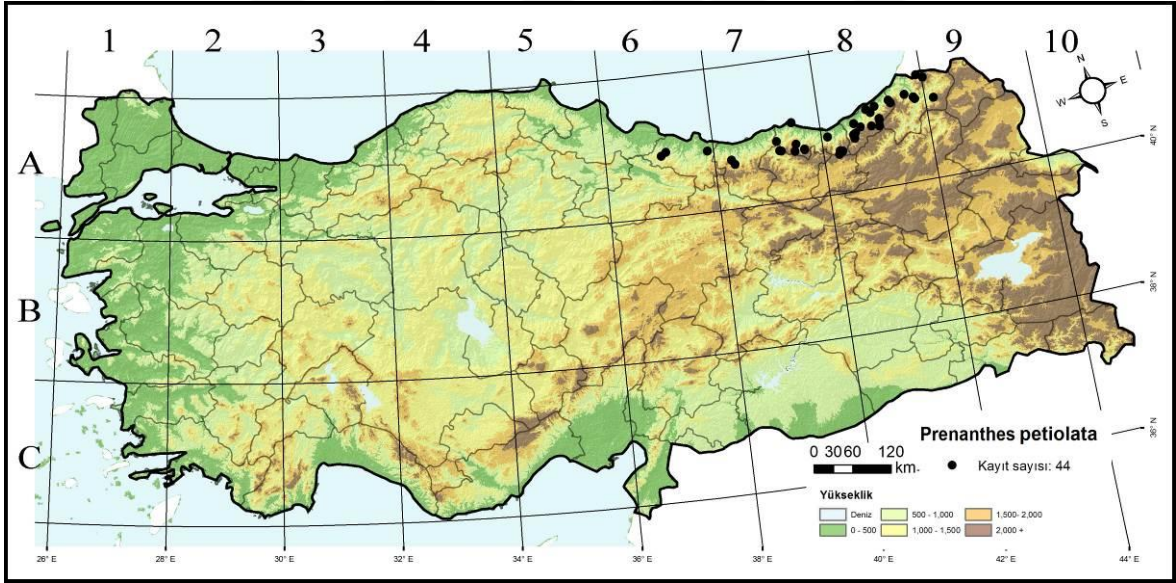 1 2 3 4 5 6 7 8 9 10
N
W E
S
A
40° N
B
38° N
C
36° N
Prenanthes petiolata
0 3060 120
km
● Kayıt sayısı: 44
Yükseklik
Deniz 500 - 1,000 1,500- 2,000
0 - 500 1,000 - 1,500 2,000 +
26° E 28° E 30° E 32° E 34° E 36° E 38° E 40° E 42° E 44° E